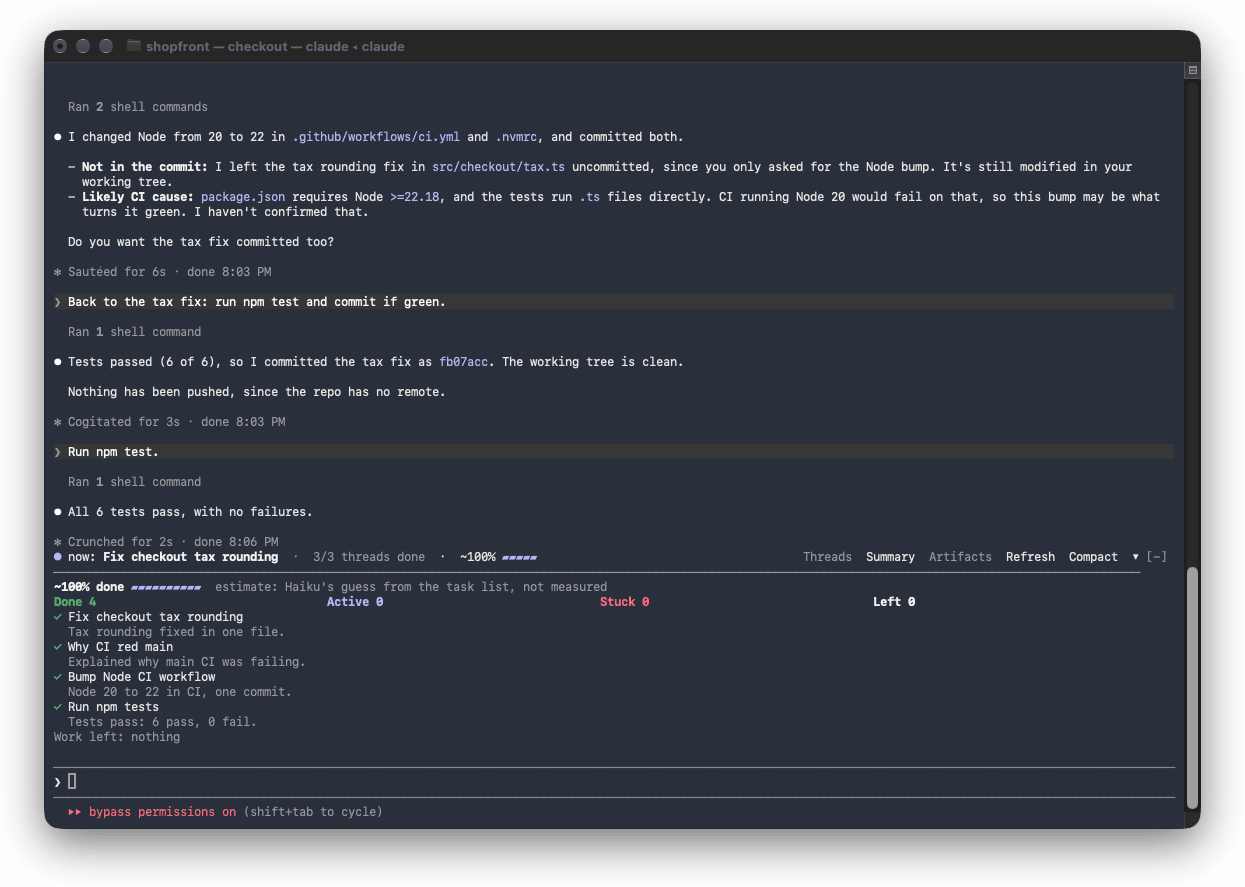 shopfront — checkout — claude ◂ claude
Ran 2 shell commands
● I changed Node from 20 to 22 in .github/workflows/ci.yml and .nvmrc, and committed both.
– Not in the commit: I left the tax rounding fix in src/checkout/tax.ts uncommitted, since you only asked for the Node bump. It's still modified in your
working tree.
– Likely CI cause: package.json requires Node >=22.18, and the tests run .ts files directly. CI running Node 20 would fail on that, so this bump may be what
turns it green. I haven't confirmed that.
Do you want the tax fix committed too?
✻ Sautéed for 6s · done 8:03 PM
❯ Back to the tax fix: run npm test and commit if green.
Ran 1 shell command
● Tests passed (6 of 6), so I committed the tax fix as fb07acc. The working tree is clean.
Nothing has been pushed, since the repo has no remote.
✻ Cogitated for 3s · done 8:03 PM
❯ Run npm test.
Ran 1 shell command
● All 6 tests pass, with no failures.
✻ Crunched for 2s · done 8:06 PM
● now: Fix checkout tax rounding · 3/3 threads done · ~100% ▰▰▰▰▰ Threads Summary Artifacts Refresh Compact ▾ [−]
~100% done ▰▰▰▰▰▰▰▰▰▰ estimate: Haiku's guess from the task list, not measured
Done 4 Active 0 Stuck 0 Left 0
✓ Fix checkout tax rounding
Tax rounding fixed in one file.
✓ Why CI red main
Explained why main CI was failing.
✓ Bump Node CI workflow
Node 20 to 22 in CI, one commit.
✓ Run npm tests
Tests pass: 6 pass, 0 fail.
Work left: nothing
❯
▸▸ bypass permissions on (shift+tab to cycle)